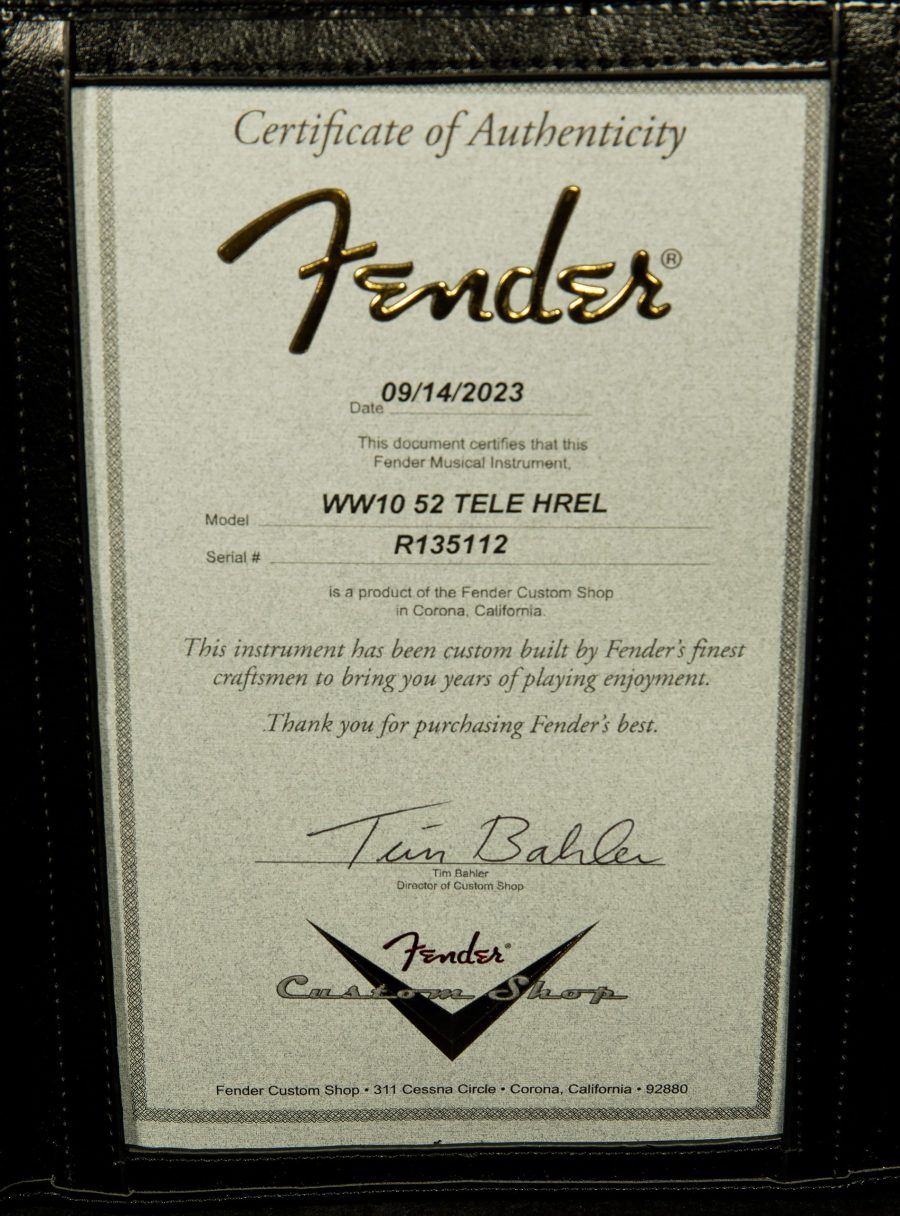 Certificate of Authenticity
Fender®
Date 09/14/2023
This document certifies that this
Fender Musical Instrument,
Model WW10 52 TELE HREL
Serial # R135112
is a product of the Fender Custom Shop
in Corona, California.
This instrument has been custom built by Fender's finest
craftsmen to bring you years of playing enjoyment.
Thank you for purchasing Fender's best.
Tim Bahler
Tim Bahler
Director of Custom Shop
Fender®
Custom Shop
Fender Custom Shop • 311 Cessna Circle • Corona, California • 92880